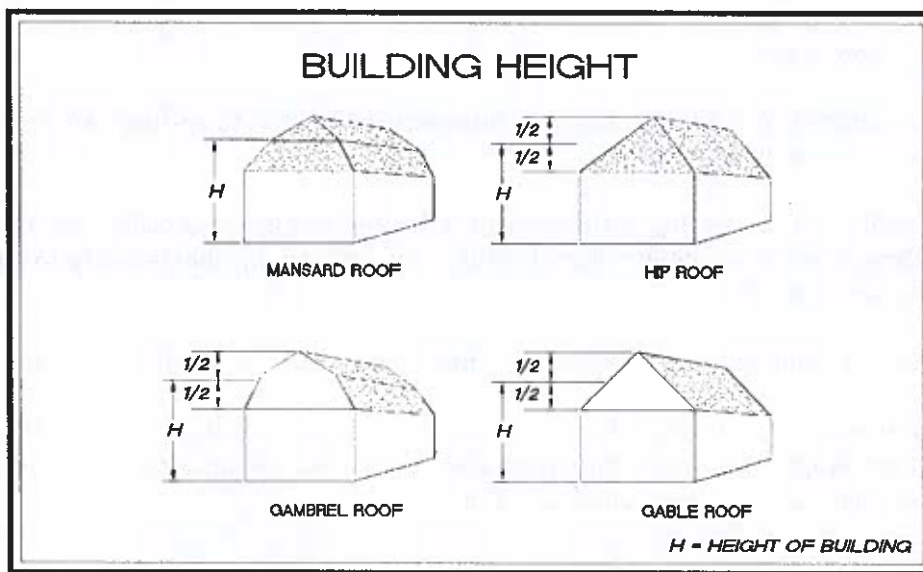 BUILDING HEIGHT
H
MANSARD ROOF
1/2
1/2
H
HIP ROOF
1/2
1/2
H
GAMBREL ROOF
1/2
1/2
H
GABLE ROOF
H = HEIGHT OF BUILDING